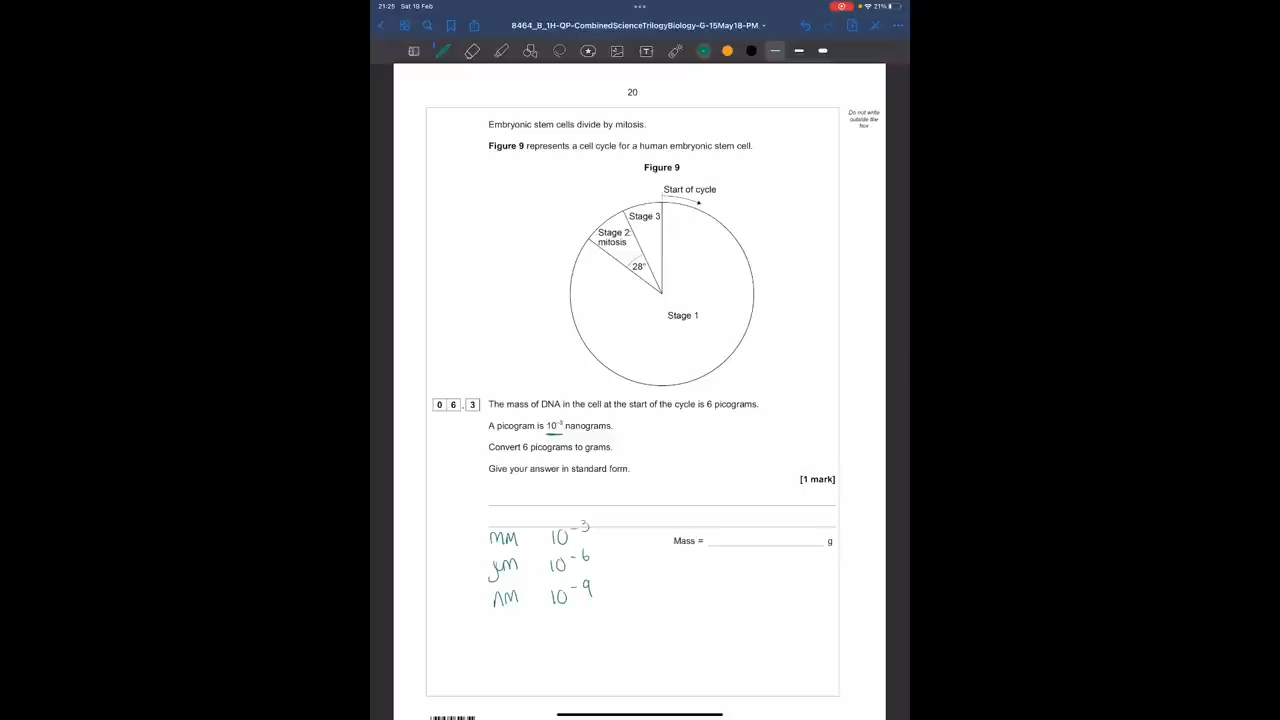 21:25 Sat 19 Feb
21%
8464_B_1H-QP-CombinedScienceTrilogyBiology-G-15May18-PM
20
Do not write
outside the
box
Embryonic stem cells divide by mitosis.
Figure 9 represents a cell cycle for a human embryonic stem cell.
Figure 9
Start of cycle
Stage 3
Stage 2:
mitosis
28°
Stage 1
0 6 . 3 The mass of DNA in the cell at the start of the cycle is 6 picograms.
A picogram is 10⁻³ nanograms.
Convert 6 picograms to grams.
Give your answer in standard form.
[1 mark]
mm 10⁻³
Mass = g
µm 10⁻⁶
nm 10⁻⁹